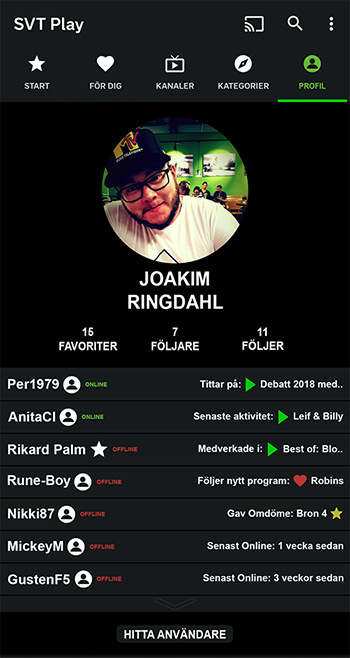 SVT Play
START
FÖR DIG
KANALER
KATEGORIER
PROFIL
JOAKIM
RINGDAHL
15 7 11
FAVORITER FÖLJARE FÖLJER
Per1979 ONLINE Tittar på: Debatt 2018 med..
AnitaCl ONLINE Senaste aktivitet: Leif & Billy
Rikard Palm OFFLINE Medverkade i: Best of: Blo..
Rune-Boy OFFLINE Följer nytt program: Robins
Nikki87 OFFLINE Gav Omdöme: Bron 4
MickeyM OFFLINE Senast Online: 1 vecka sedan
GustenF5 OFFLINE Senast Online: 3 veckor sedan
HITTA ANVÄNDARE